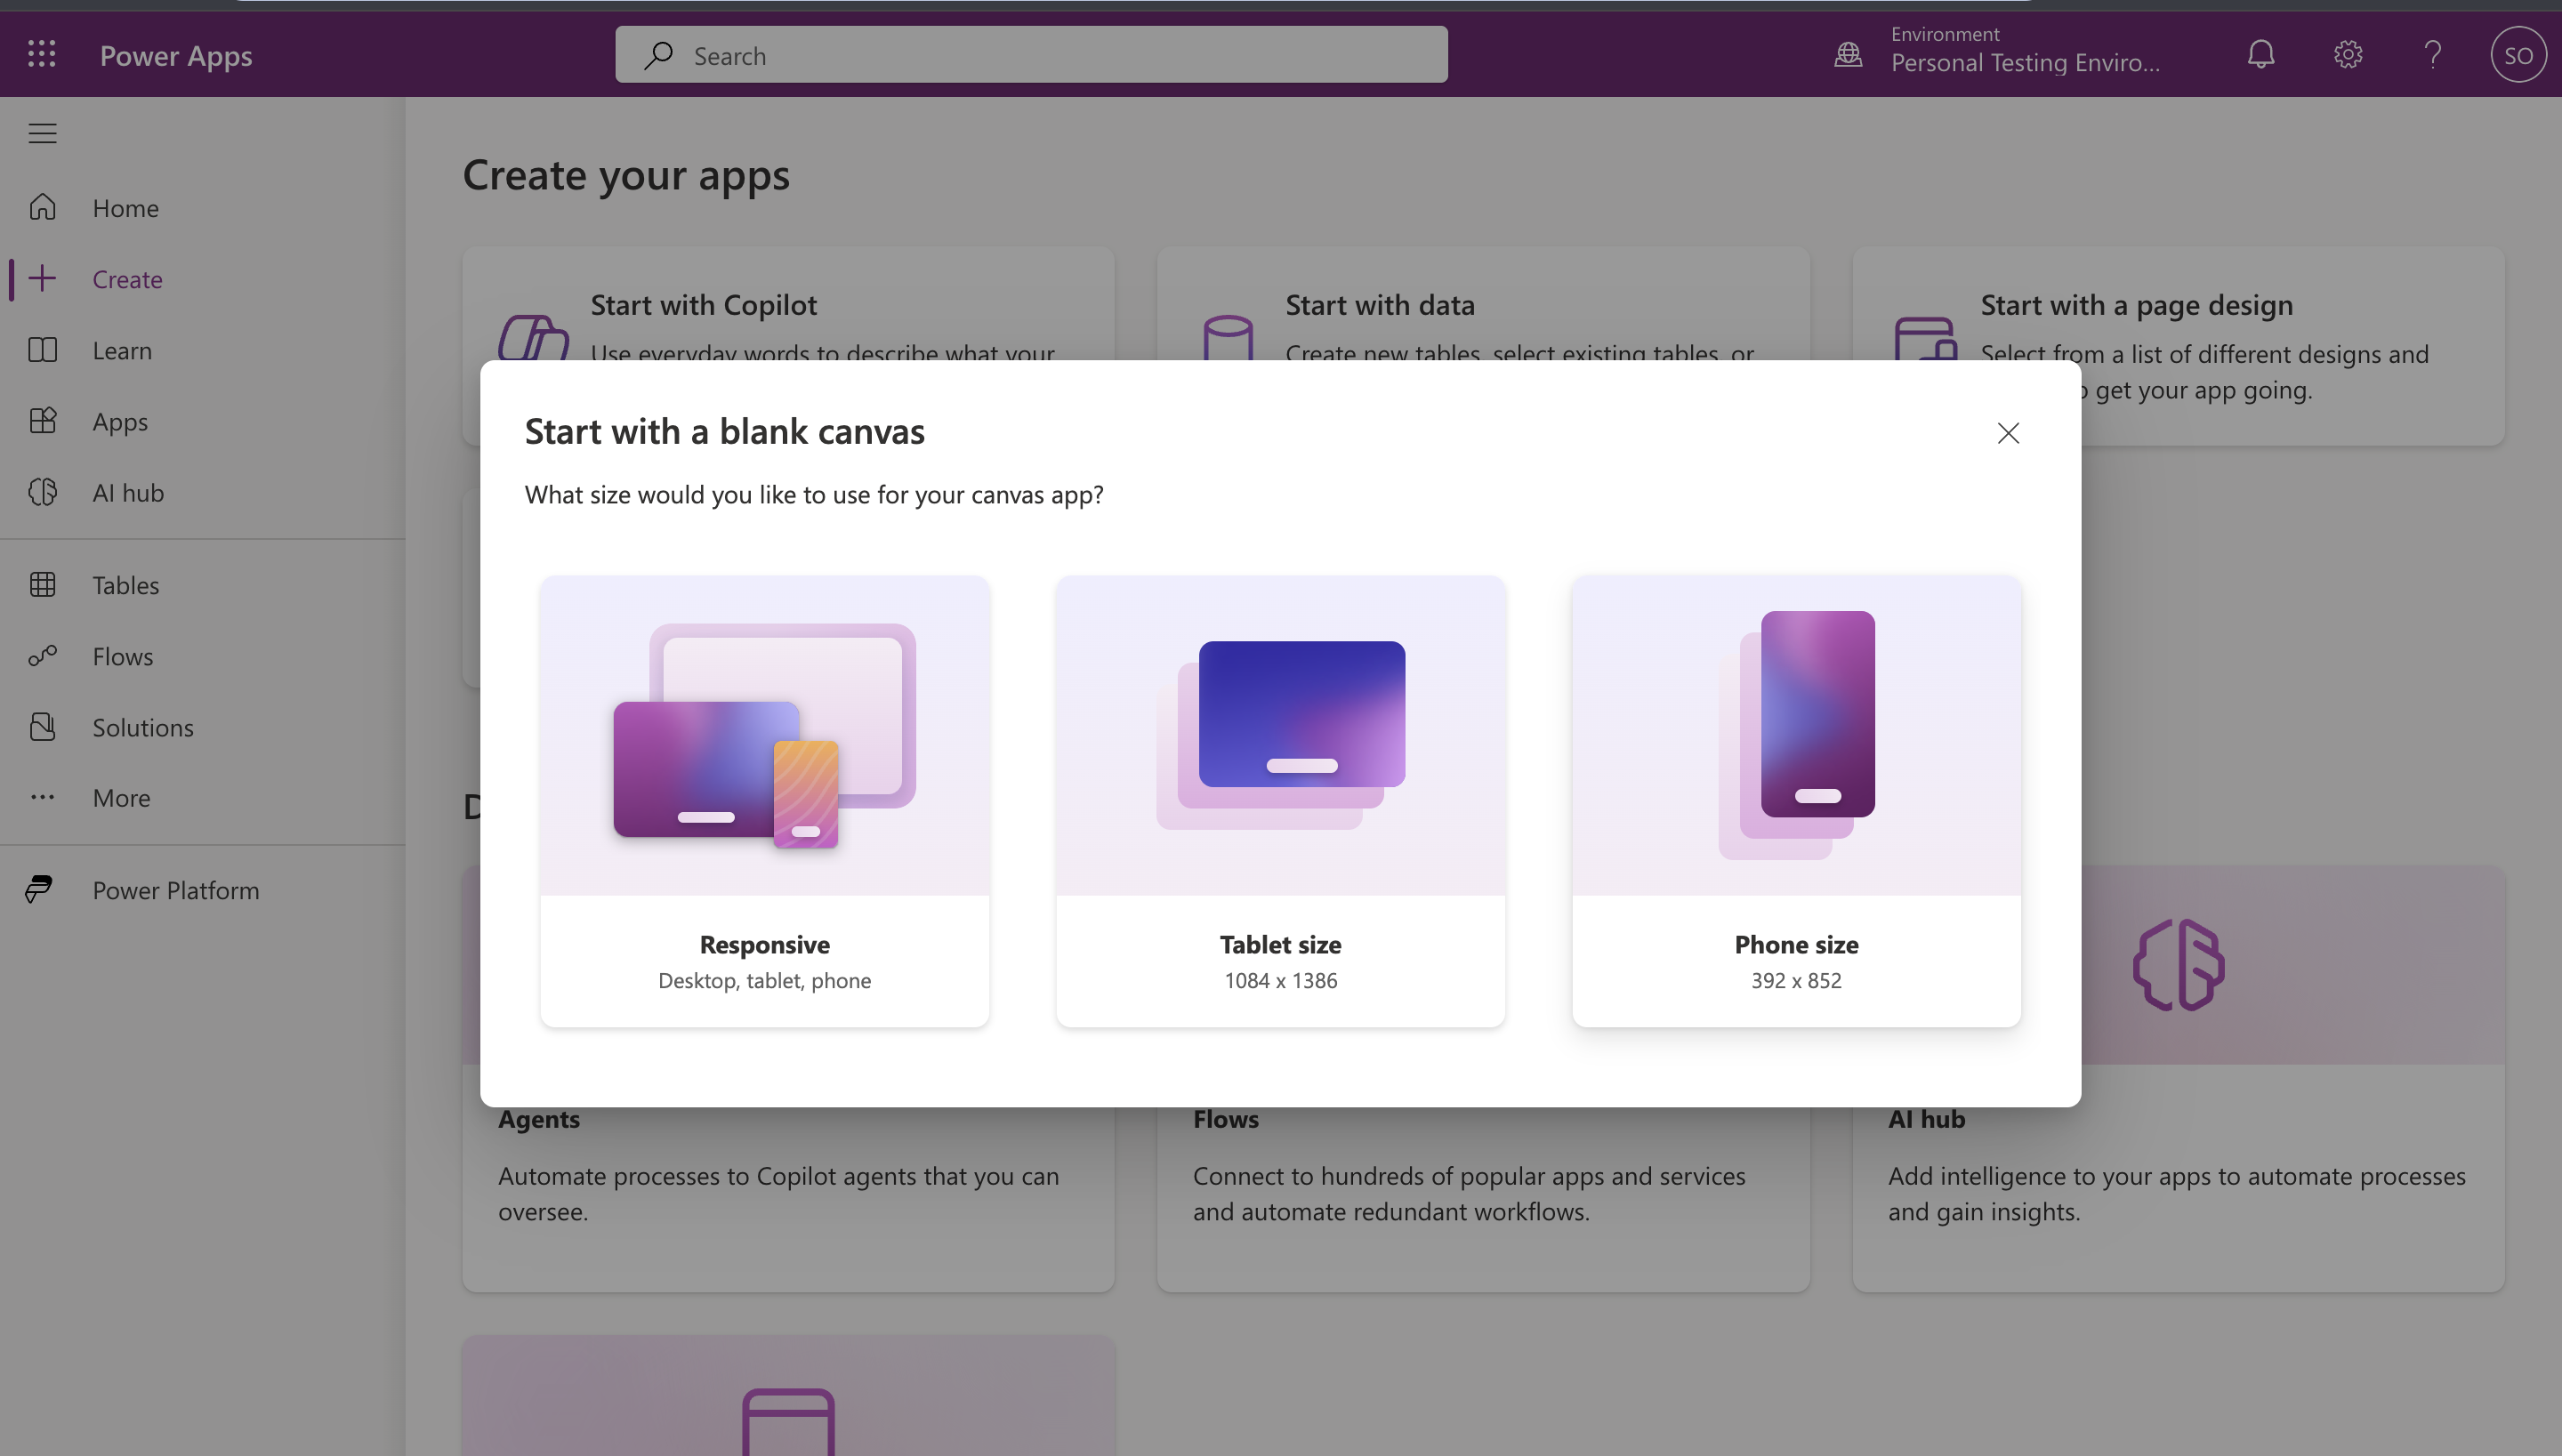 Power Apps
Search
Environment
Personal Testing Enviro...
SO
Home
Create
Learn
Apps
AI hub
Tables
Flows
Solutions
More
Power Platform
Create your apps
Start with Copilot
Use everyday words to describe what your
Start with data
Create new tables, select existing tables, or
Start with a page design
Select from a list of different designs and
get your app going.
Start with a blank canvas
What size would you like to use for your canvas app?
Responsive
Desktop, tablet, phone
Tablet size
1084 x 1386
Phone size
392 x 852
Agents
Automate processes to Copilot agents that you can
oversee.
Flows
Connect to hundreds of popular apps and services
and automate redundant workflows.
AI hub
Add intelligence to your apps to automate processes
and gain insights.